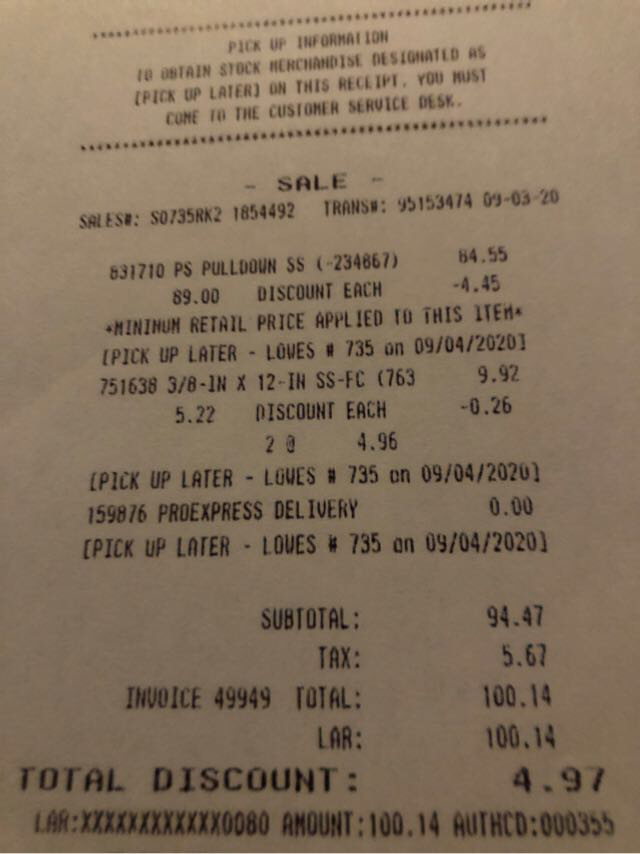 ************************************
PICK UP INFORMATION
TO OBTAIN STOCK MERCHANDISE DESIGNATED AS
[PICK UP LATER] ON THIS RECEIPT, YOU MUST
COME TO THE CUSTOMER SERVICE DESK.
************************************
- SALE -
SALES#: S0735RK2 1854492 TRANS#: 95153474 09-03-20
831710 PS PULLDOWN SS (-234867) 84.55
89.00 DISCOUNT EACH -4.45
*MINIMUM RETAIL PRICE APPLIED TO THIS ITEM*
[PICK UP LATER - LOWES # 735 on 09/04/2020]
751638 3/8-IN X 12-IN SS-FC (763 9.92
5.22 DISCOUNT EACH -0.26
2 @ 4.96
[PICK UP LATER - LOWES # 735 on 09/04/2020]
159876 PROEXPRESS DELIVERY 0.00
[PICK UP LATER - LOWES # 735 on 09/04/2020]
SUBTOTAL: 94.47
TAX: 5.67
INVOICE 49949 TOTAL: 100.14
LAR: 100.14
TOTAL DISCOUNT: 4.97
LAR:XXXXXXXXXXXX0080 AMOUNT:100.14 AUTHCD:000355